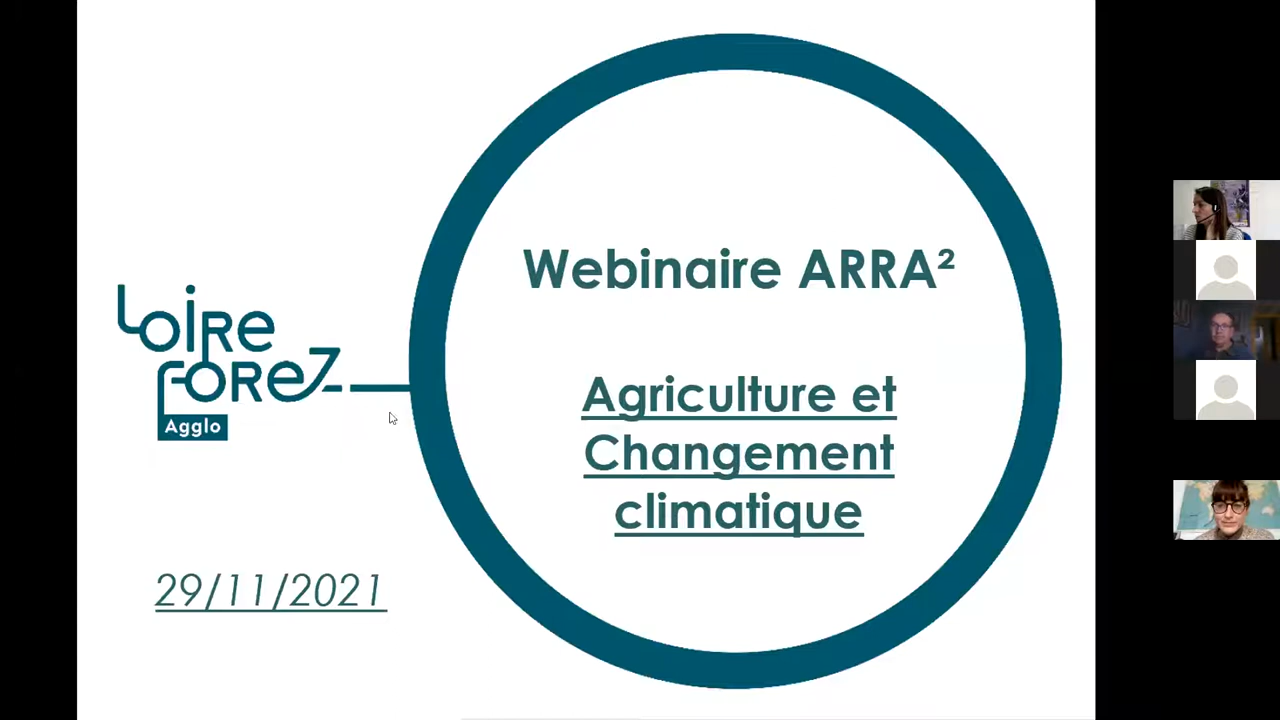 Webinaire ARRA²
Loire
forez
Agglo
Agriculture et
Changement
climatique
29/11/2021